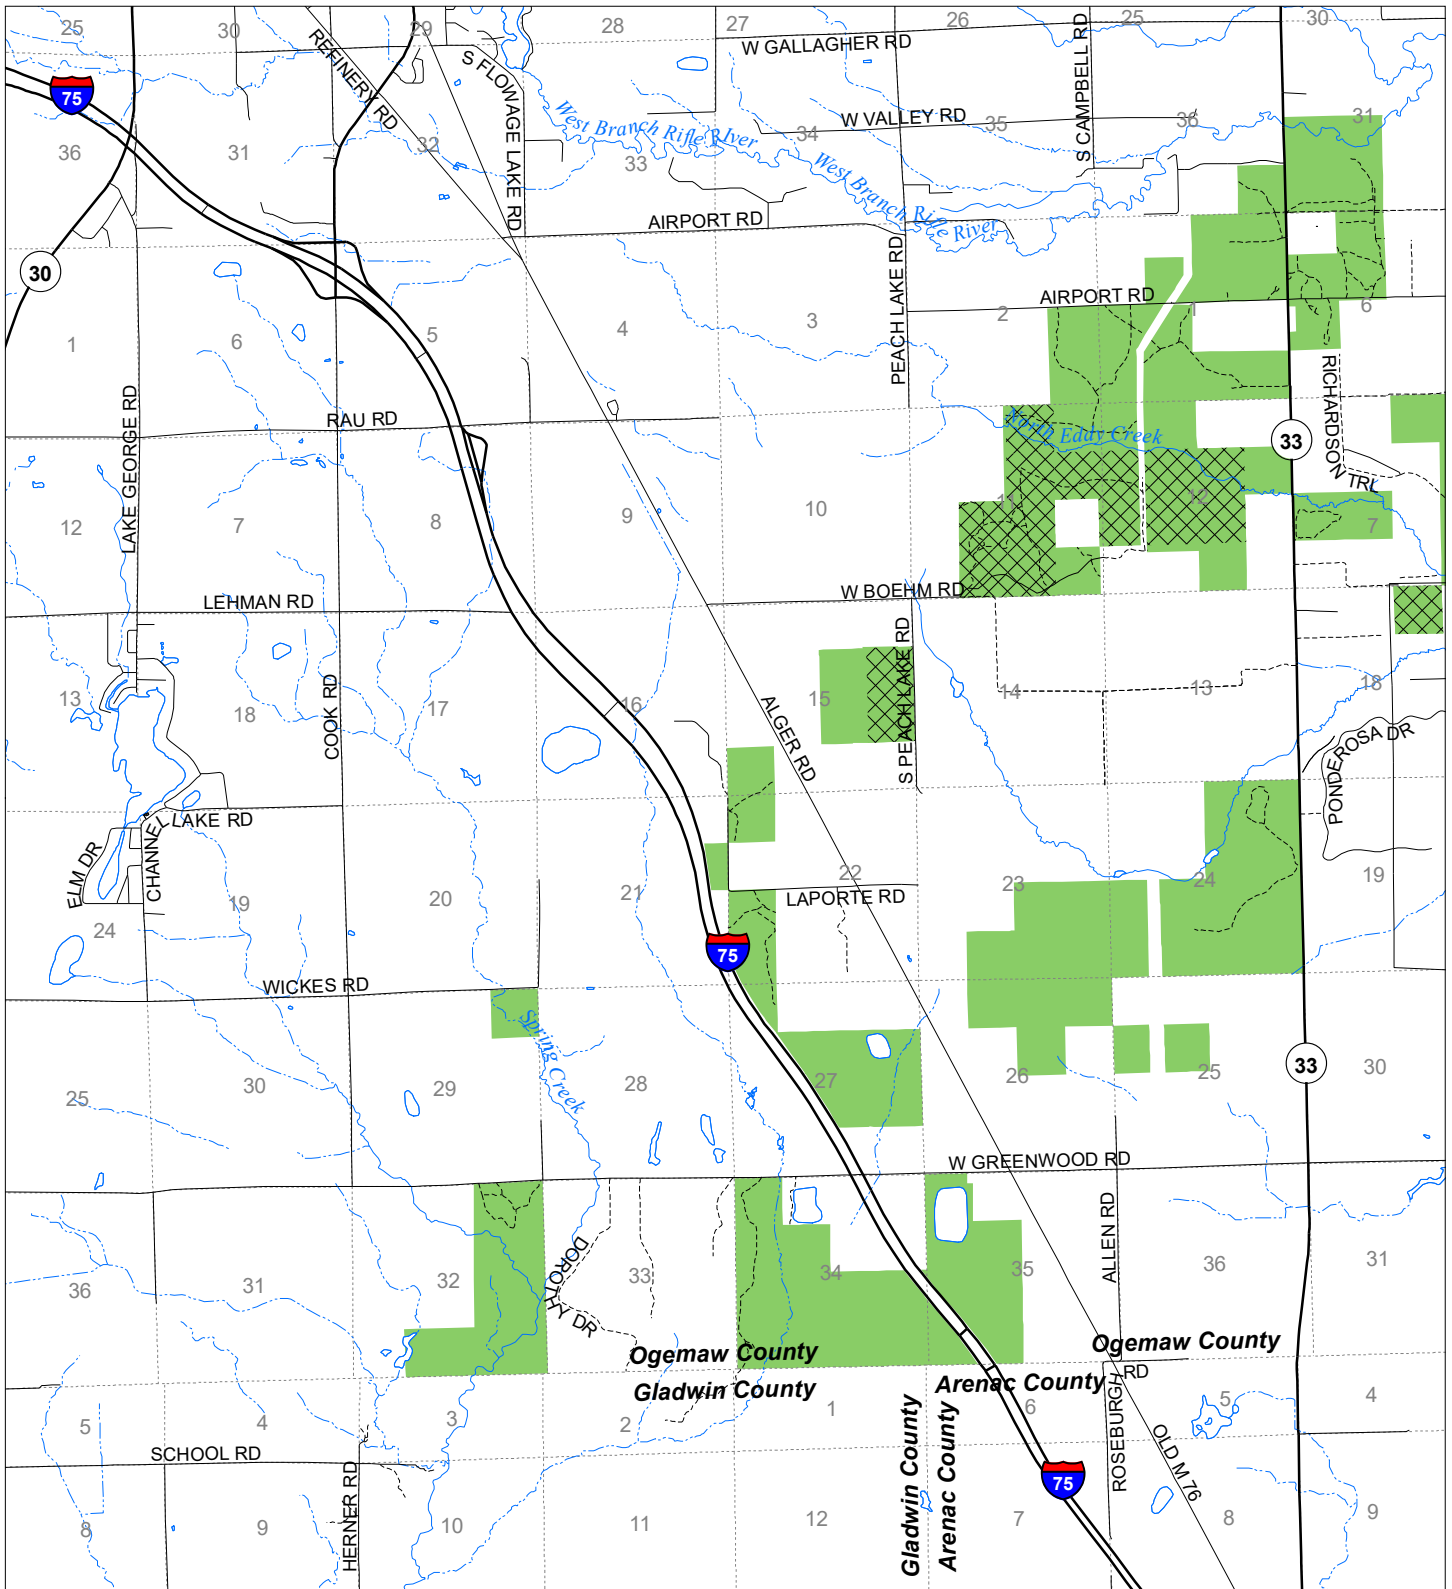 25
30
29
28
27
26
25
30
REFINERY RD
S FLOWAGE LAKE RD
W GALLAGHER RD
S CAMPBELL RD
75
West Branch Rifle RIver
W VALLEY RD
36
31
32
33
34
35
36
31
West Branch Rifle River
AIRPORT RD
30
PEACH LAKE RD
AIRPORT RD
1
6
5
4
3
2
1
6
LAKE GEORGE RD
RAU RD
RICHARDSON TRL
North Eddy Creek
33
12
7
8
9
10
11
12
7
LEHMAN RD
W BOEHM RD
13
18
17
16
15
14
13
18
COOK RD
ALGER RD
S PEACH LAKE RD
PONDEROSA DR
CHANNEL LAKE RD
ELM DR
24
19
20
21
22
23
24
19
LAPORTE RD
75
WICKES RD
Spring Creek
25
30
29
28
27
26
25
30
33
W GREENWOOD RD
36
31
32
33
34
35
36
31
DOROTHY DR
ALLEN RD
Ogemaw County
Ogemaw County
Gladwin County
Arenac County
RD
5
4
3
2
1
6
5
4
SCHOOL RD
HERNER RD
Gladwin County
Arenac County
ROSEBURGH
OLD M 76
75
8
9
10
11
12
7
8
9